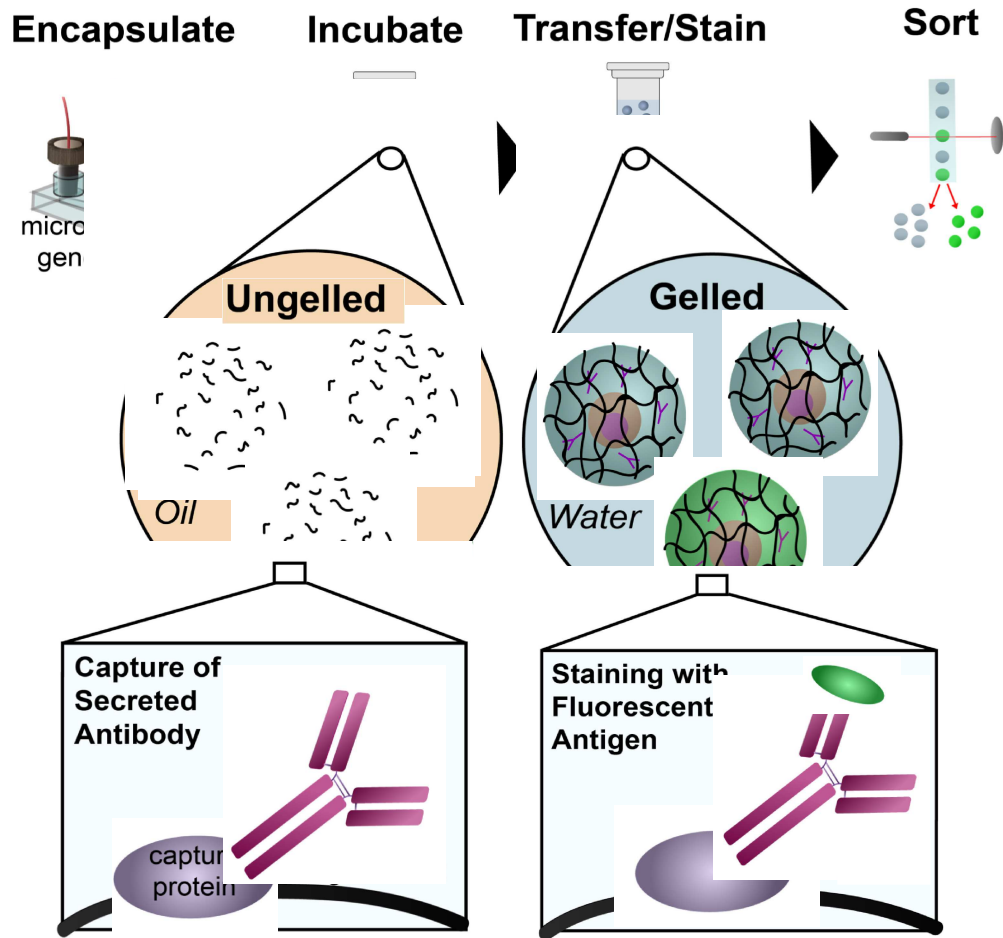 Encapsulate
Incubate
Transfer/Stain
Sort
Ungelled
Oil
Gelled
Water
Capture of
Secreted
Antibody
protein
Staining with
Fluorescent
Antigen